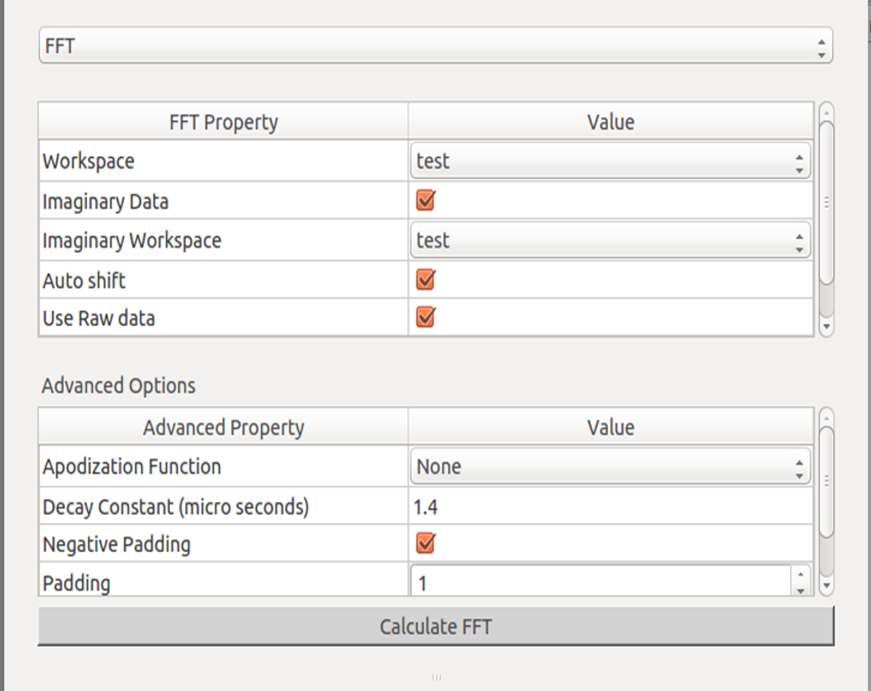 FFT
FFT Property Value
Workspace test
Imaginary Data
Imaginary Workspace test
Auto shift
Use Raw data
Advanced Options
Advanced Property Value
Apodization Function None
Decay Constant (micro seconds) 1.4
Negative Padding
Padding 1
Calculate FFT